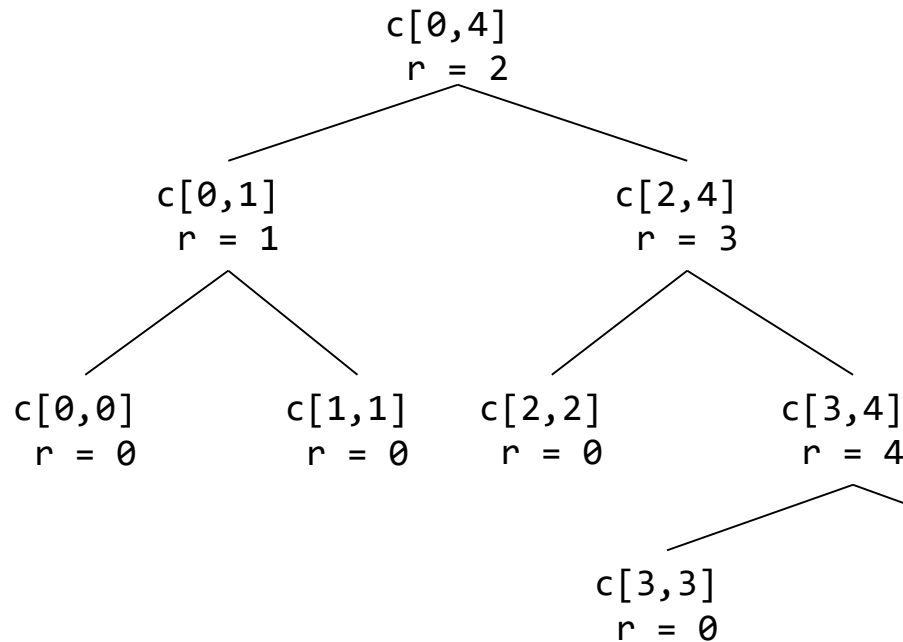 c[0,4]
r = 2
c[0,1]
r = 1
c[2,4]
r = 3
c[0,0]
r = 0
c[1,1]
r = 0
c[2,2]
r = 0
c[3,4]
r = 4
c[3,3]
r = 0